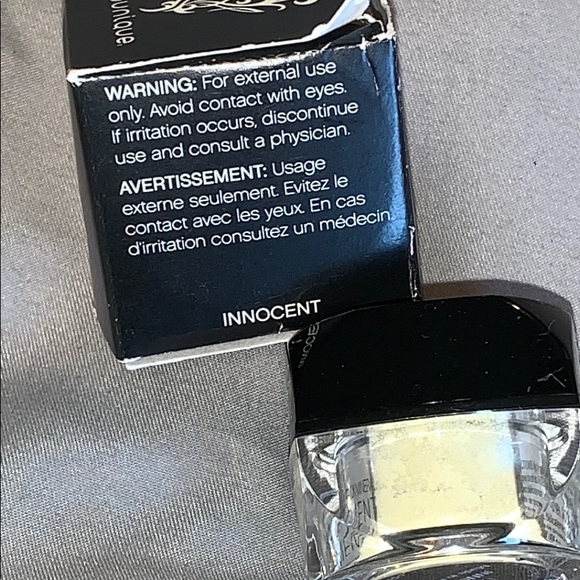 unique.
WARNING: For external use
only. Avoid contact with eyes.
If irritation occurs, discontinue
use and consult a physician.
AVERTISSEMENT: Usage
externe seulement. Evitez le
contact avec les yeux. En cas
d'irritation consultez un médecin.
INNOCENT